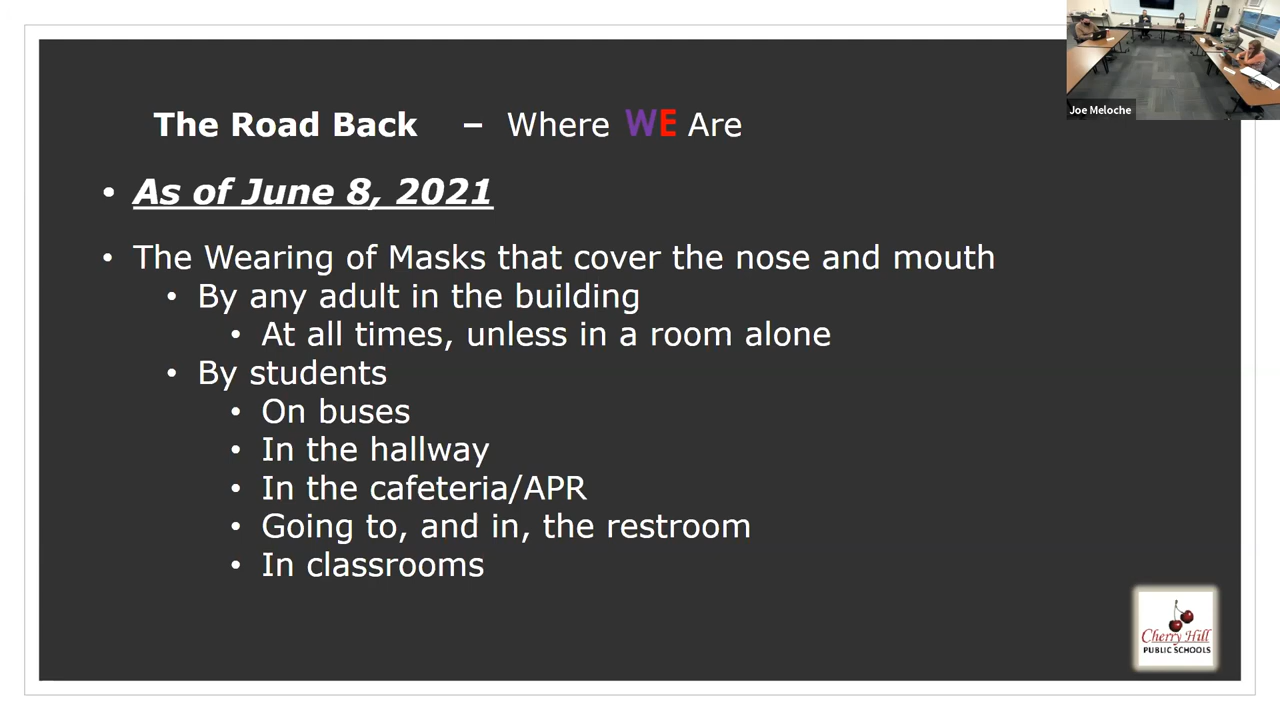 Joe Meloche
The Road Back – Where WE Are
• As of June 8, 2021
• The Wearing of Masks that cover the nose and mouth
• By any adult in the building
• At all times, unless in a room alone
• By students
• On buses
• In the hallway
• In the cafeteria/APR
• Going to, and in, the restroom
• In classrooms
Cherry Hill
PUBLIC SCHOOLS